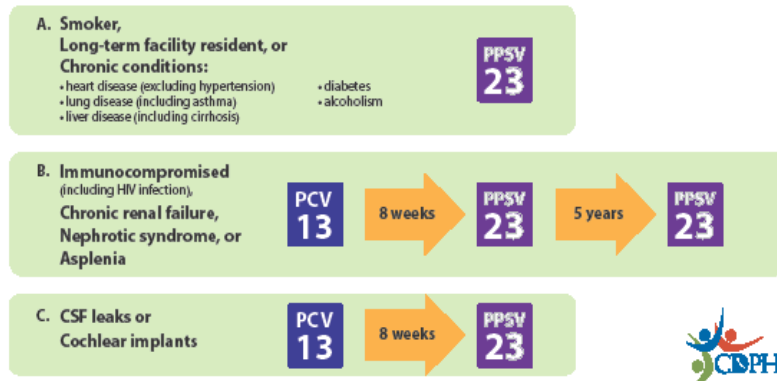 A. Smoker,
Long-term facility resident, or
Chronic conditions:
• heart disease (excluding hypertension)
• lung disease (including asthma)
• liver disease (including cirrhosis)
• diabetes
• alcoholism
PPSV
23
B. Immunocompromised
(including HIV infection),
Chronic renal failure,
Nephrotic syndrome, or
Asplenia
PCV
13
8 weeks
PPSV
23
5 years
PPSV
23
C. CSF leaks or
Cochlear implants
PCV
13
8 weeks
PPSV
23
CDPH